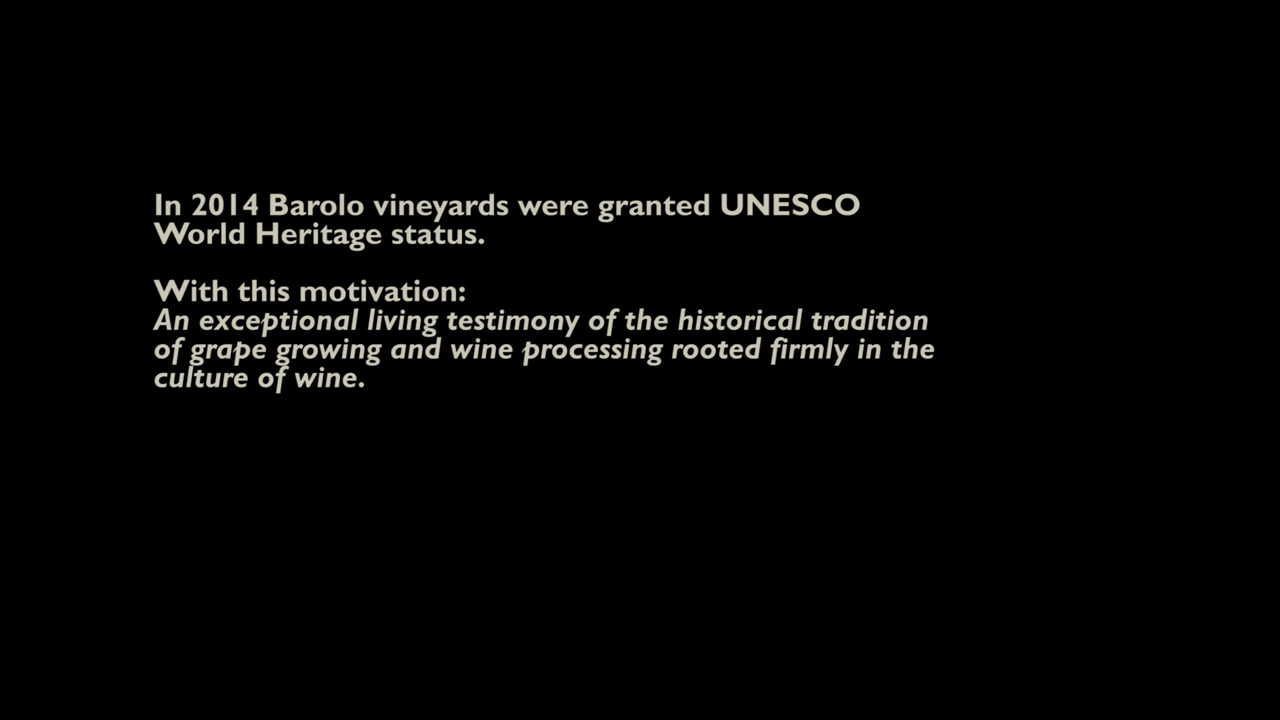 In 2014 Barolo vineyards were granted UNESCO
World Heritage status.
With this motivation:
An exceptional living testimony of the historical tradition
of grape growing and wine processing rooted firmly in the
culture of wine.